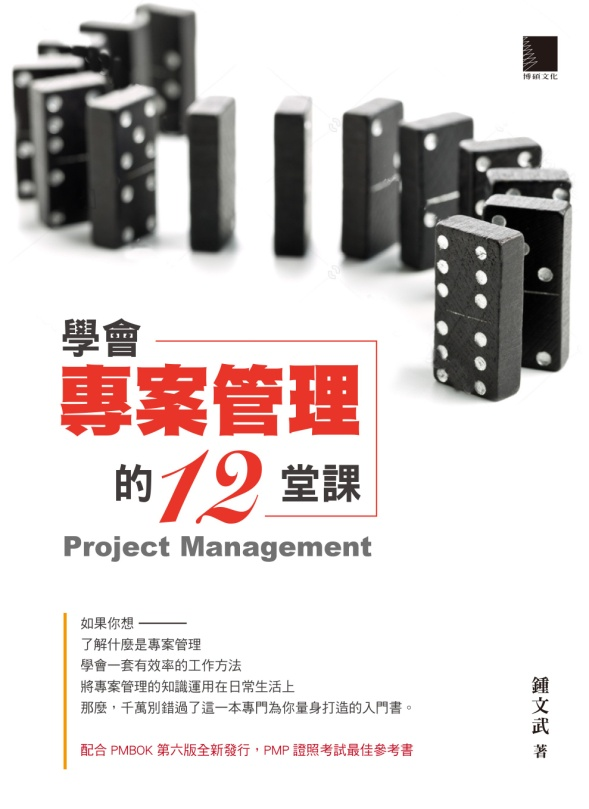 博碩文化
學會
專案管理
的12堂課
Project Management
如果你想———
了解什麼是專案管理
學會一套有效率的工作方法
將專案管理的知識運用在日常生活上
那麼，千萬別錯過了這一本專門為你量身打造的入門書。
配合 PMBOK 第六版全新發行，PMP 證照考試最佳參考書
鍾文武 著